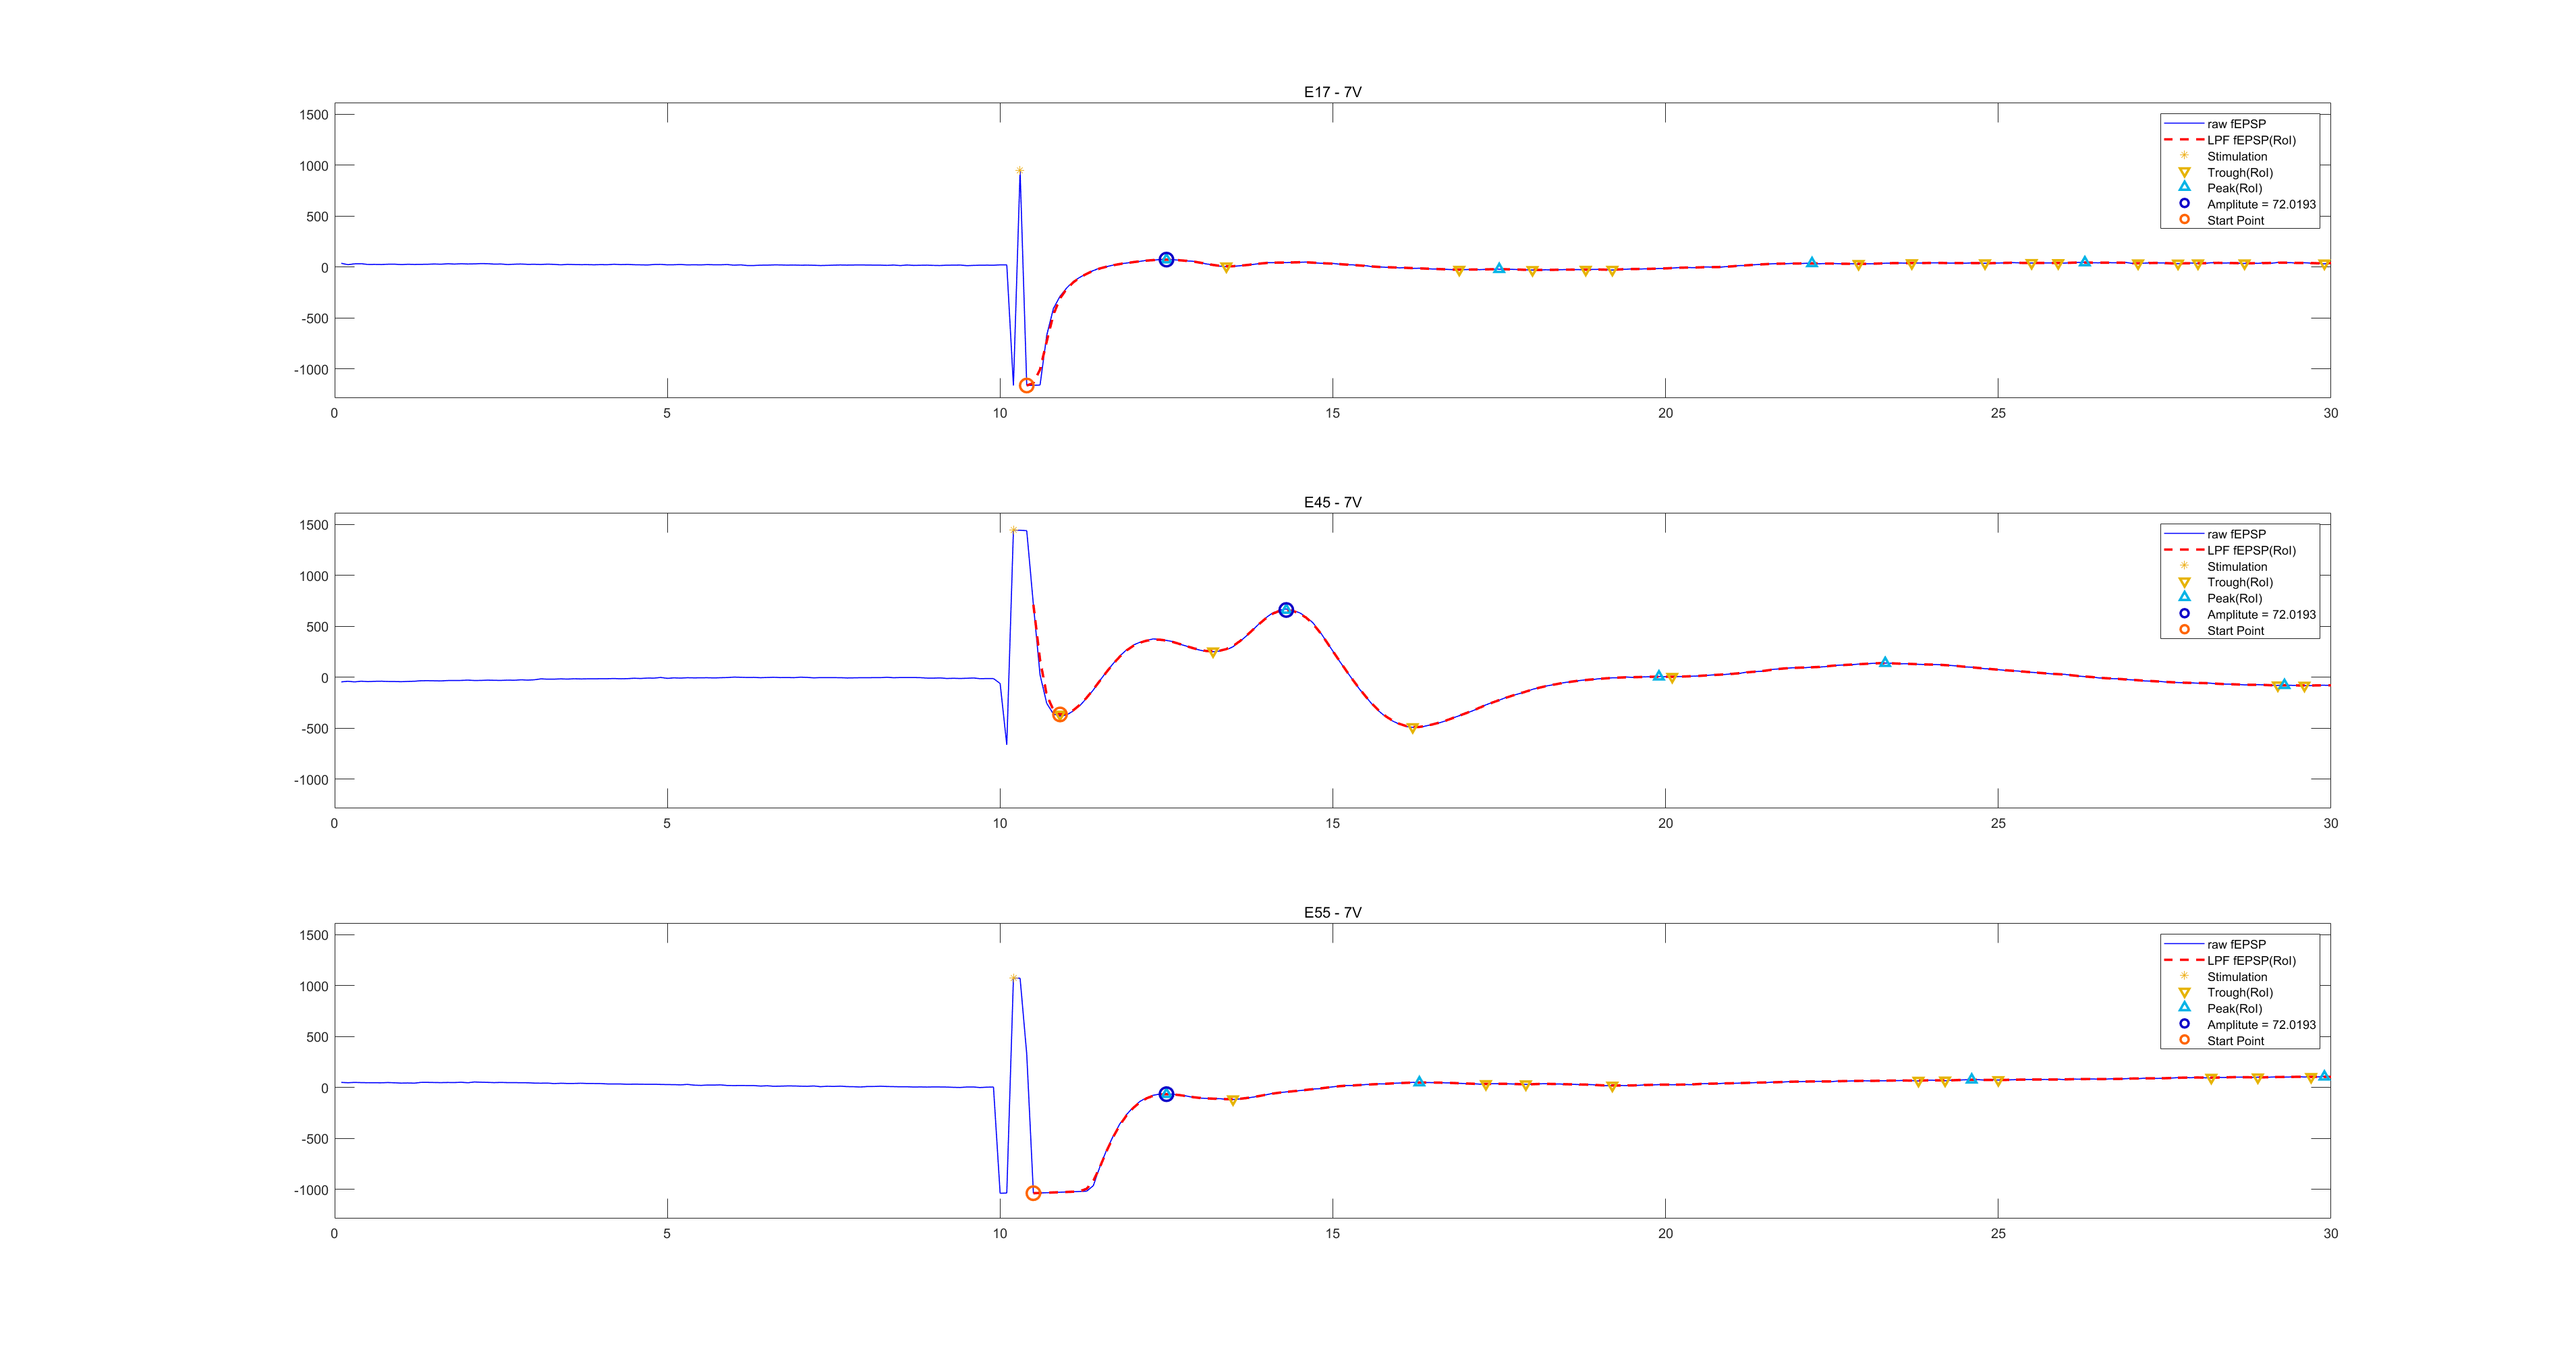 E17 - 7V
1500
1000
500
0
-500
-1000
0 5 10 15 20 25 30
raw fEPSP
LPF fEPSP(RoI)
Stimulation
Trough(RoI)
Peak(RoI)
Amplitute = 72.0193
Start Point
E45 - 7V
1500
1000
500
0
-500
-1000
0 5 10 15 20 25 30
raw fEPSP
LPF fEPSP(RoI)
Stimulation
Trough(RoI)
Peak(RoI)
Amplitute = 72.0193
Start Point
E55 - 7V
1500
1000
500
0
-500
-1000
0 5 10 15 20 25 30
raw fEPSP
LPF fEPSP(RoI)
Stimulation
Trough(RoI)
Peak(RoI)
Amplitute = 72.0193
Start Point